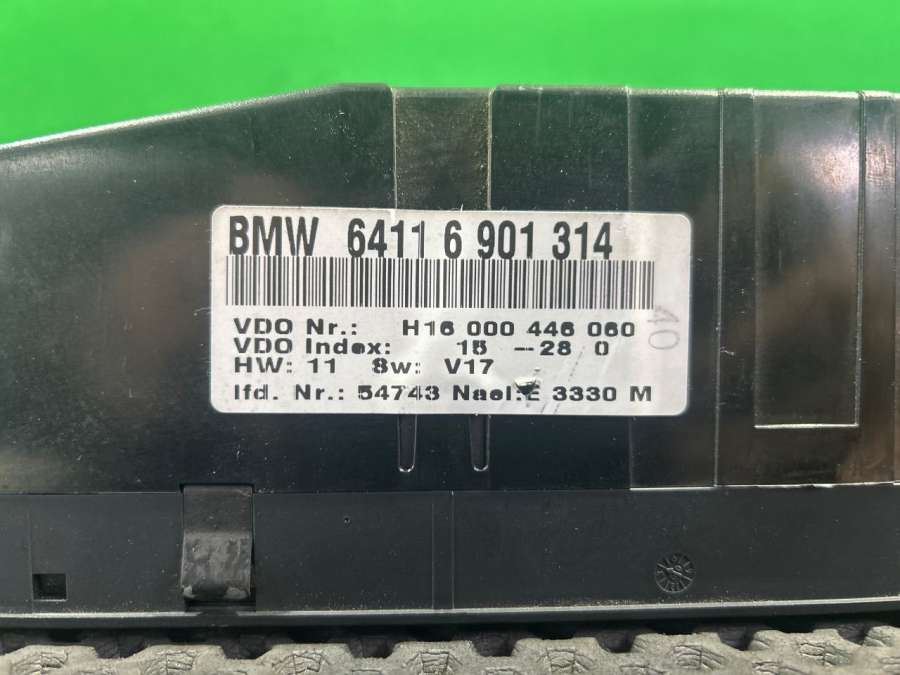 BMW 6411 6 901 314
VDO Nr.: H16 000 446 060
VDO Index: 15 -28 0
HW: 11 Sw: V17
lfd. Nr.: 54743 Nael:E 3330 M
40